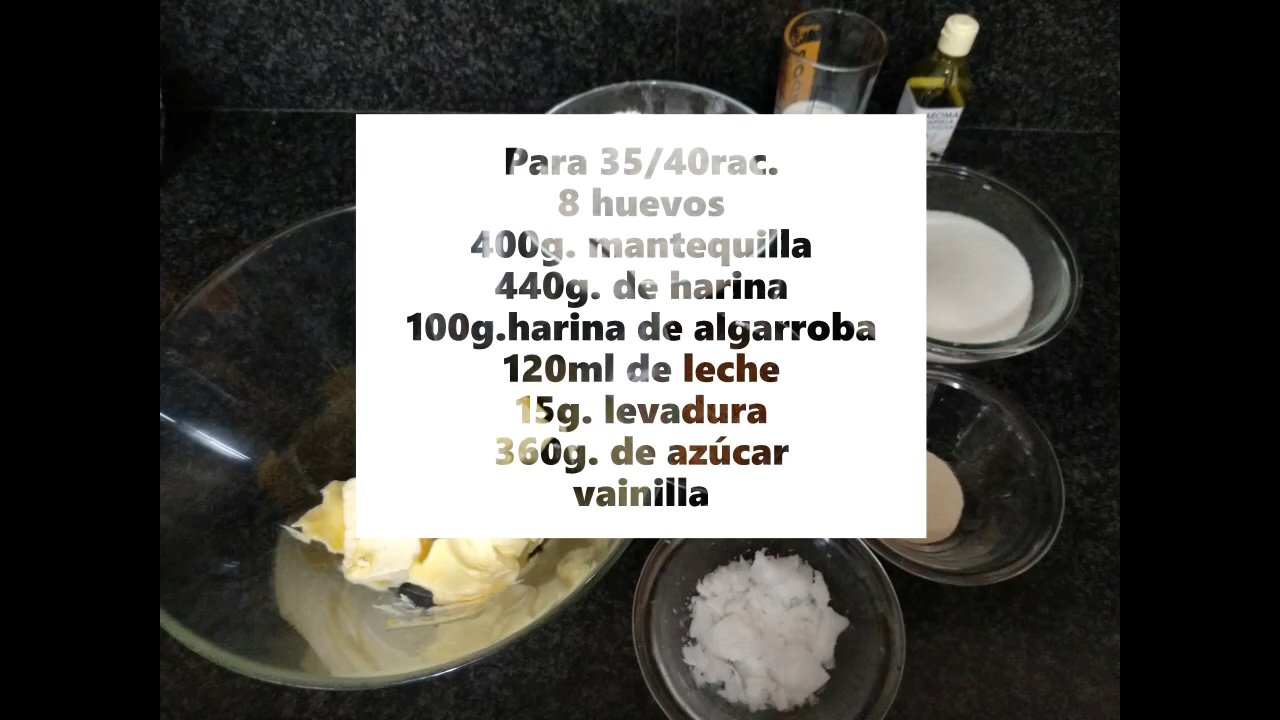 Para 35/40rac.
8 huevos
400g. mantequilla
440g. de harina
100g.harina de algarroba
120ml de leche
15g. levadura
360g. de azúcar
vainilla
AROMA